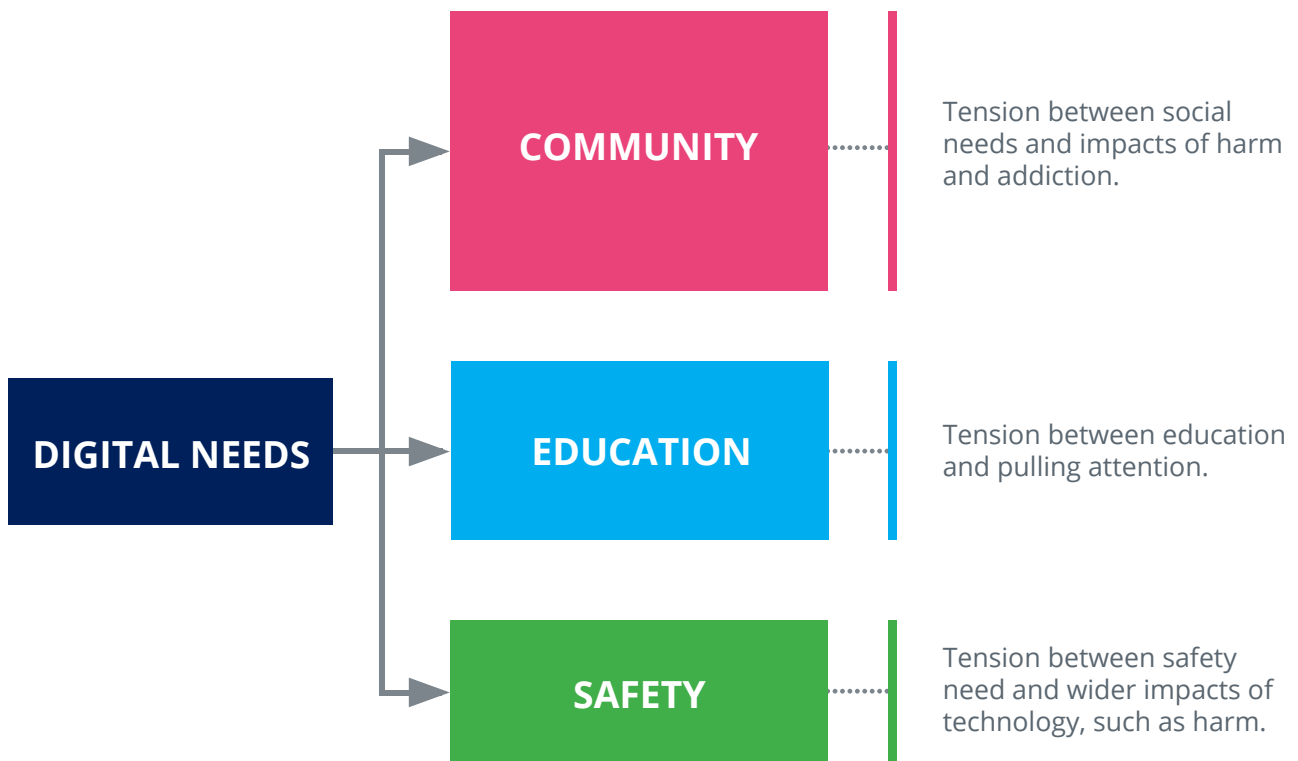 COMMUNITY
Tension between social
needs and impacts of harm
and addiction.
DIGITAL NEEDS
EDUCATION
Tension between education
and pulling attention.
SAFETY
Tension between safety
need and wider impacts of
technology, such as harm.